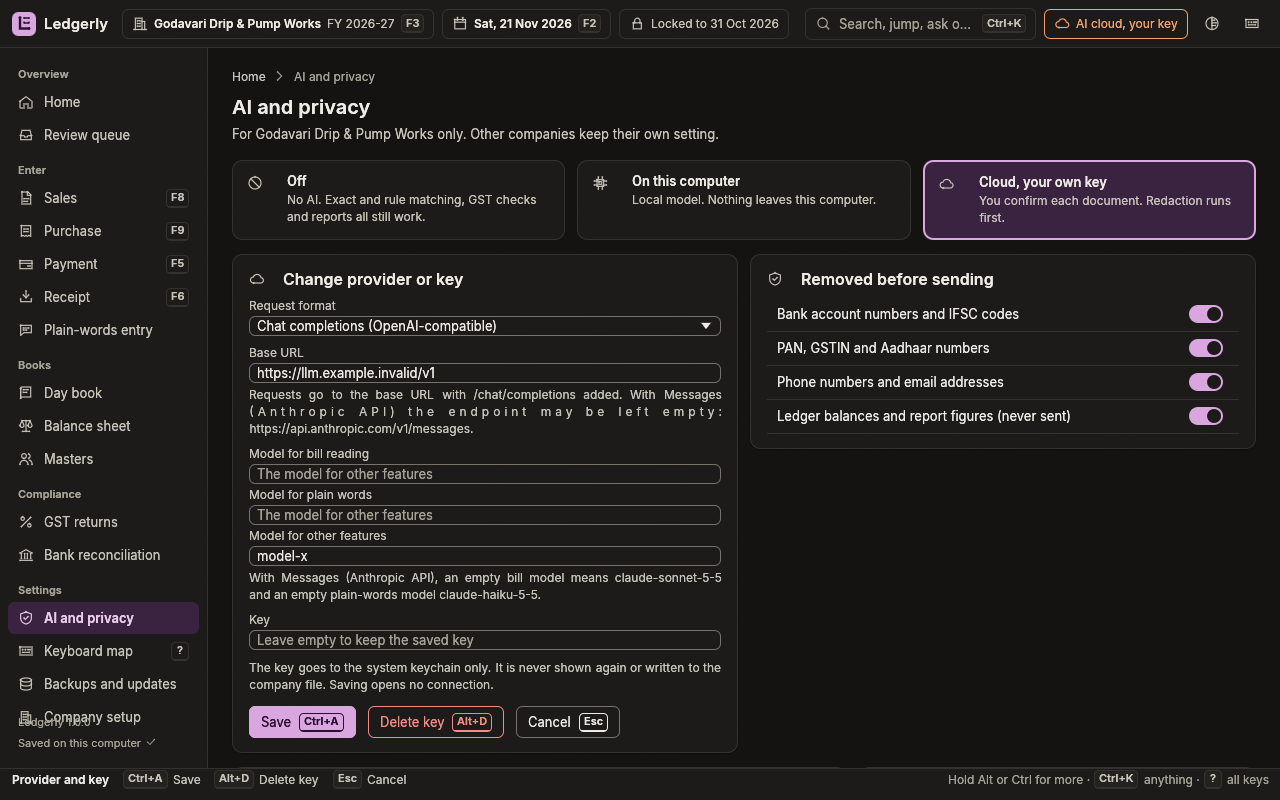 Ledgerly
Godavari Drip & Pump Works FY 2026-27 F3
Sat, 21 Nov 2026 F2
Locked to 31 Oct 2026
Search, jump, ask o... Ctrl+K
AI cloud, your key
Overview
Home
Review queue
Enter
Sales F8
Purchase F9
Payment F5
Receipt F6
Plain-words entry
Books
Day book
Balance sheet
Masters
Compliance
GST returns
Bank reconciliation
Settings
AI and privacy
Keyboard map ?
Backups and updates
Company setup
Saved on this computer
Home > AI and privacy
AI and privacy
For Godavari Drip & Pump Works only. Other companies keep their own setting.
Off
No AI. Exact and rule matching, GST checks
and reports all still work.
On this computer
Local model. Nothing leaves this computer.
Cloud, your own key
You confirm each document. Redaction runs
first.
Change provider or key
Request format
Chat completions (OpenAI-compatible)
Base URL
https://llm.example.invalid/v1
Requests go to the base URL with /chat/completions added. With Messages
(Anthropic API) the endpoint may be left empty:
https://api.anthropic.com/v1/messages.
Model for bill reading
The model for other features
Model for plain words
The model for other features
Model for other features
model-x
With Messages (Anthropic API), an empty bill model means claude-sonnet-5-5
and an empty plain-words model claude-haiku-5-5.
Key
Leave empty to keep the saved key
The key goes to the system keychain only. It is never shown again or written to the
company file. Saving opens no connection.
Save Ctrl+A
Delete key Alt+D
Cancel Esc
Removed before sending
Bank account numbers and IFSC codes
PAN, GSTIN and Aadhaar numbers
Phone numbers and email addresses
Ledger balances and report figures (never sent)
Provider and key Ctrl+A Save Alt+D Delete key Esc Cancel
Hold Alt or Ctrl for more · Ctrl+K anything · ? all keys